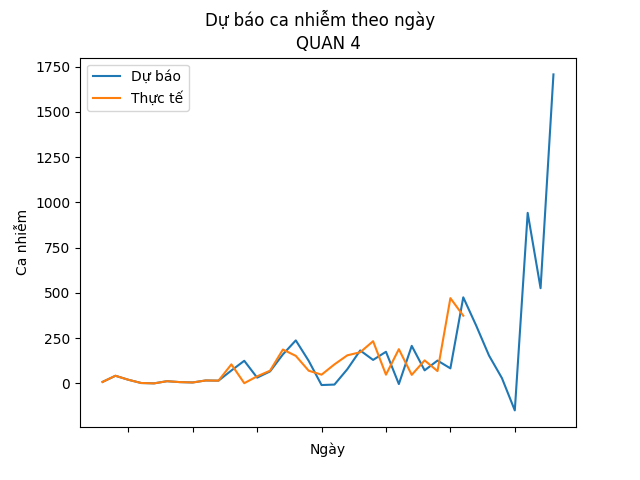 Dự báo ca nhiễm theo ngày
QUAN 4
Dự báo
Thực tế
1750
1500
1250
1000
750
500
250
0
Ca nhiễm
Ngày